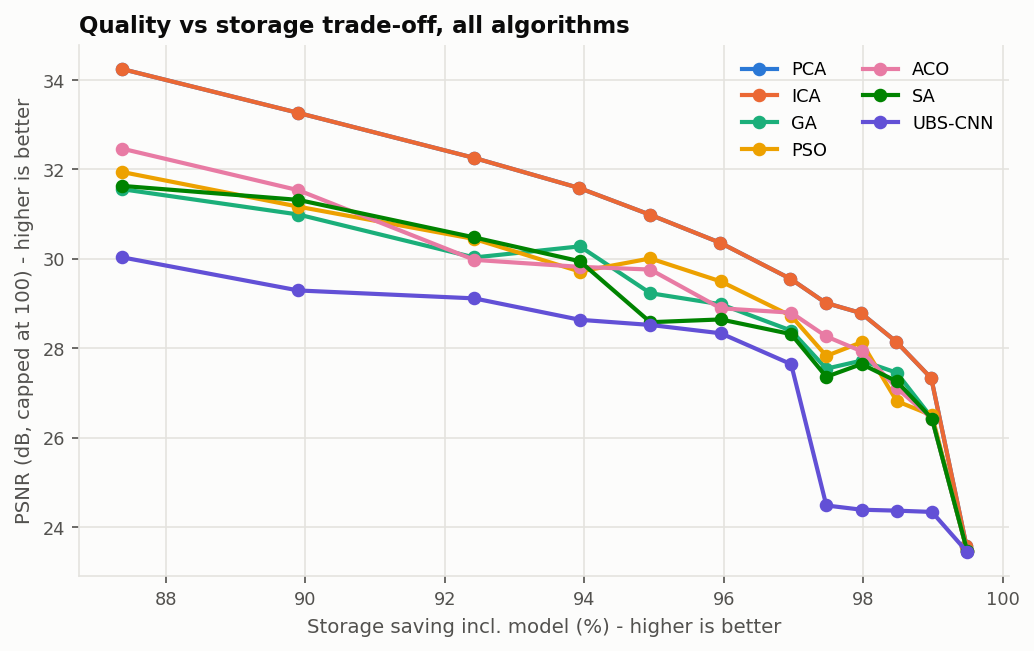 Quality vs storage trade-off, all algorithms
PSNR (dB, capped at 100) - higher is better
34
32
30
28
26
24
PCA
ICA
GA
PSO
ACO
SA
UBS-CNN
88
90
92
94
96
98
100
Storage saving incl. model (%) - higher is better